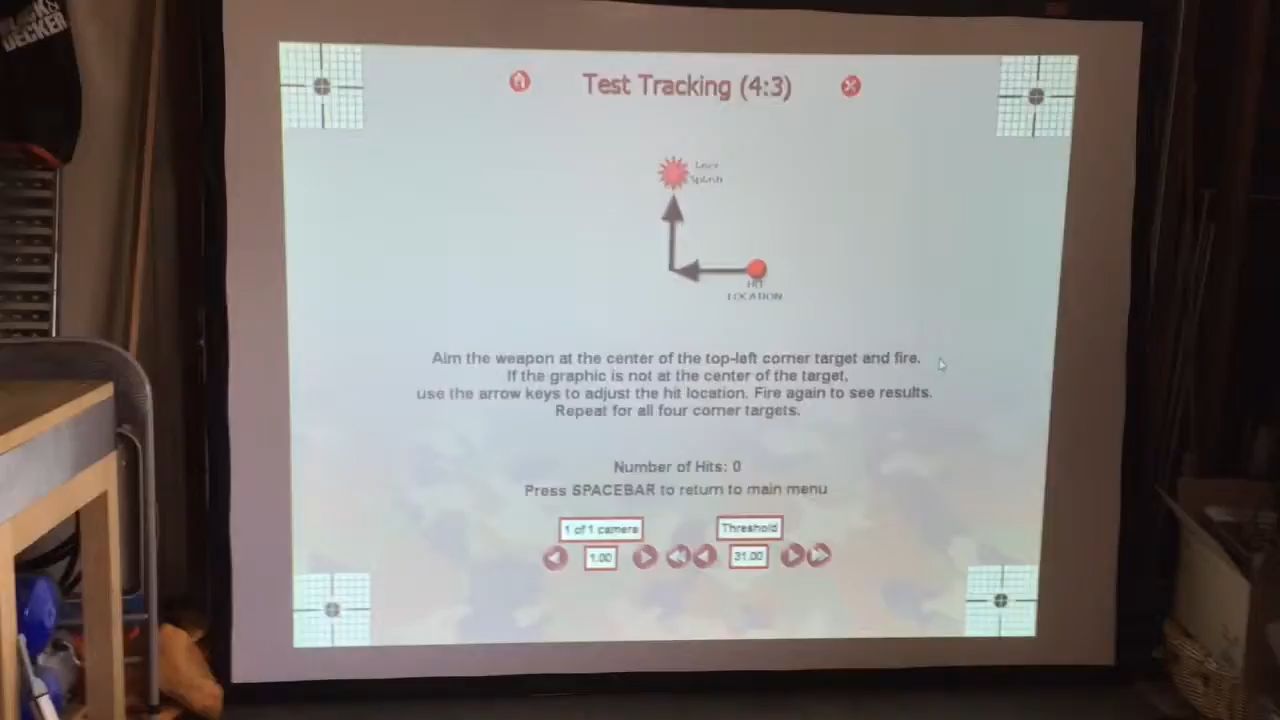 BLACK&
DECKER
Test Tracking (4:3)
Laser
Splash
HIT
LOCATION
Aim the weapon at the center of the top-left corner target and fire.
If the graphic is not at the center of the target,
use the arrow keys to adjust the hit location. Fire again to see results.
Repeat for all four corner targets.
Number of Hits: 0
Press SPACEBAR to return to main menu
1 of 1 camera
Threshold
1.00
31.00